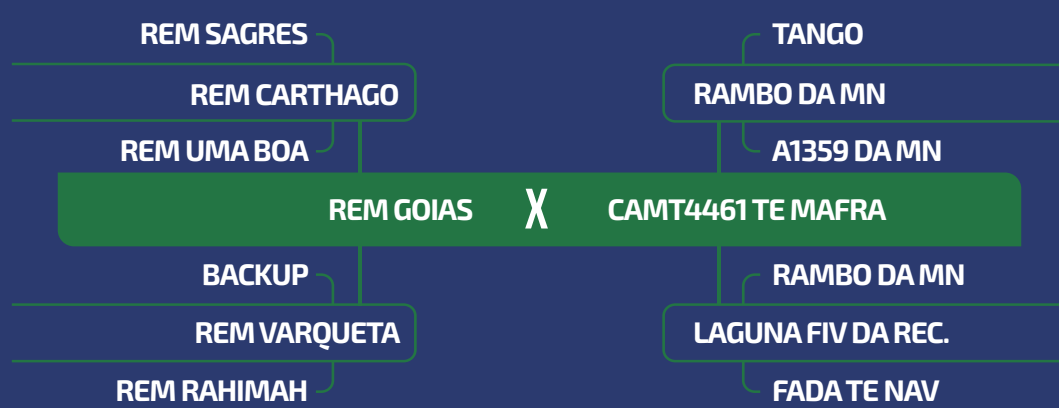 REM SAGRES
TANGO
REM CARTHAGO
RAMBO DA MN
REM UMA BOA
A1359 DA MN
REM GOIAS X CAMT4461 TE MAFRA
BACKUP
RAMBO DA MN
REM VARQUETA
LAGUNA FIV DA REC.
REM RAHIMAH
FADA TE NAV